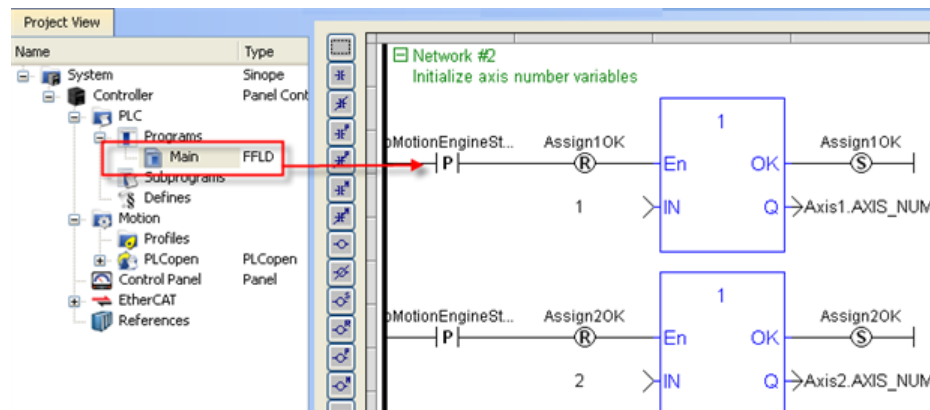 Project View
Name Type
System Sinope
Controller Panel Cont
PLC
Programs
Main FFLD
Subprograms
Defines
Motion
Profiles
PLCopen PLCopen
Control Panel Panel
EtherCAT
References
Network #2
Initialize axis number variables
1
oMotionEngineSt... Assign1OK Assign1OK
P R En OK S
1 IN Q Axis1.AXIS_NUM
1
oMotionEngineSt... Assign2OK Assign2OK
P R En OK S
2 IN Q Axis2.AXIS_NUM